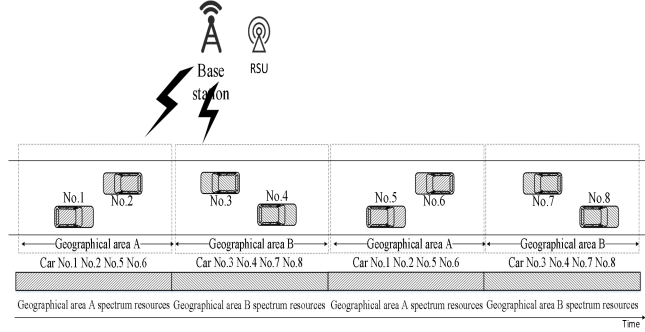 Base
station
RSU
No.1
No.2
No.3
No.4
No.5
No.6
No.7
No.8
Geographical area A
Geographical area B
Geographical area A
Geographical area B
Car No.1 No.2 No.5 No.6
Car No.3 No.4 No.7 No.8
Car No.1 No.2 No.5 No.6
Car No.3 No.4 No.7 No.8
Geographical area A spectrum resources
Geographical area B spectrum resources
Geographical area A spectrum resources
Geographical area B spectrum resources
Time